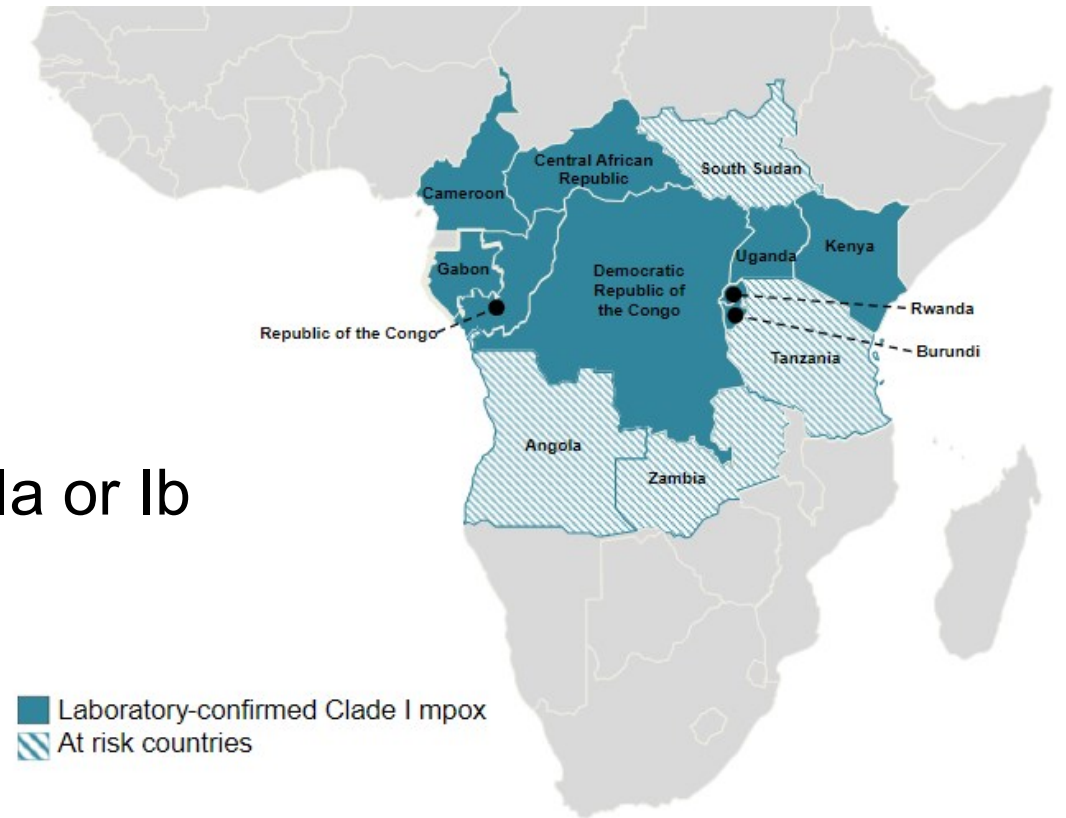 Central African
Republic
South Sudan
Cameroon
Kenya
Uganda
Gabon
Democratic
Republic of
the Congo
Rwanda
Republic of the Congo
Burundi
Tanzania
Angola
Zambia
Ia or Ib
Laboratory-confirmed Clade I mpox
At risk countries